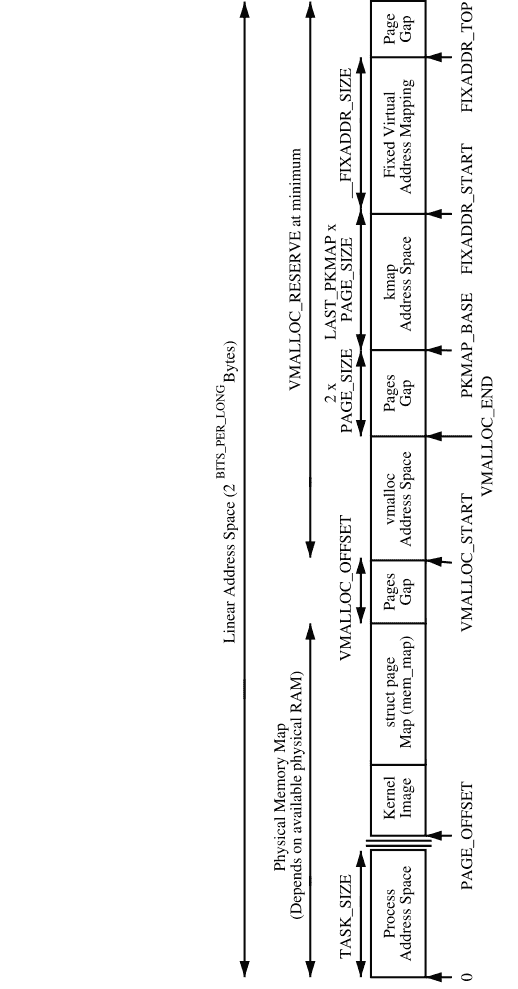 Linear Address Space (2 BITS_PER_LONG Bytes)
Physical Memory Map
(Depends on available physical RAM)
VMALLOC_RESERVE at minimum
TASK_SIZE
VMALLOC_OFFSET
2 x
PAGE_SIZE
LAST_PKMAP x
PAGE_SIZE
_FIXADDR_SIZE
Process
Address Space
Kernel
Image
struct page
Map (mem_map)
Pages
Gap
vmalloc
Address Space
Pages
Gap
kmap
Address Space
Fixed Virtual
Address Mapping
Page
Gap
0
PAGE_OFFSET
VMALLOC_START
VMALLOC_END
PKMAP_BASE
FIXADDR_START
FIXADDR_TOP